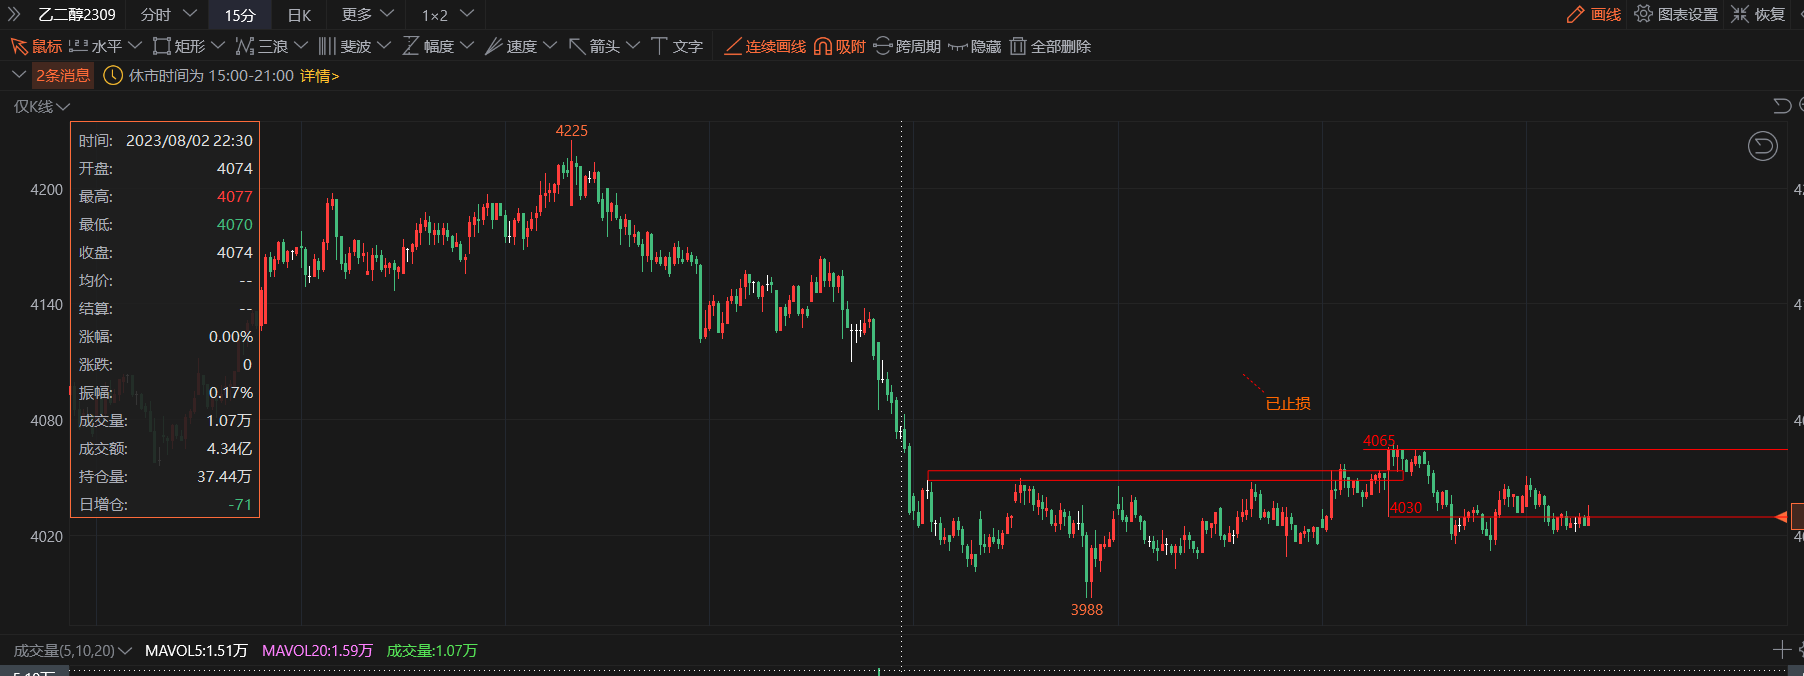 乙二醇2309 分时 15分 日K 更多 1×2 画线 图表设置 恢复
鼠标 水平 矩形 三浪 斐波 幅度 速度 箭头 文字 连续画线 吸附 跨周期 隐藏 全部删除
2条消息 休市时间为 15:00-21:00 详情>
仅K线
时间: 2023/08/02 22:30
开盘: 4074
最高: 4077
最低: 4070
收盘: 4074
均价: --
结算: --
涨幅: 0.00%
涨跌: 0
振幅: 0.17%
成交量: 1.07万
成交额: 4.34亿
持仓量: 37.44万
日增仓: -71
4225
4200
4140
4080
4020
已止损
4065
4030
3988
成交量(5,10,20) MAVOL5:1.51万 MAVOL20:1.59万 成交量:1.07万